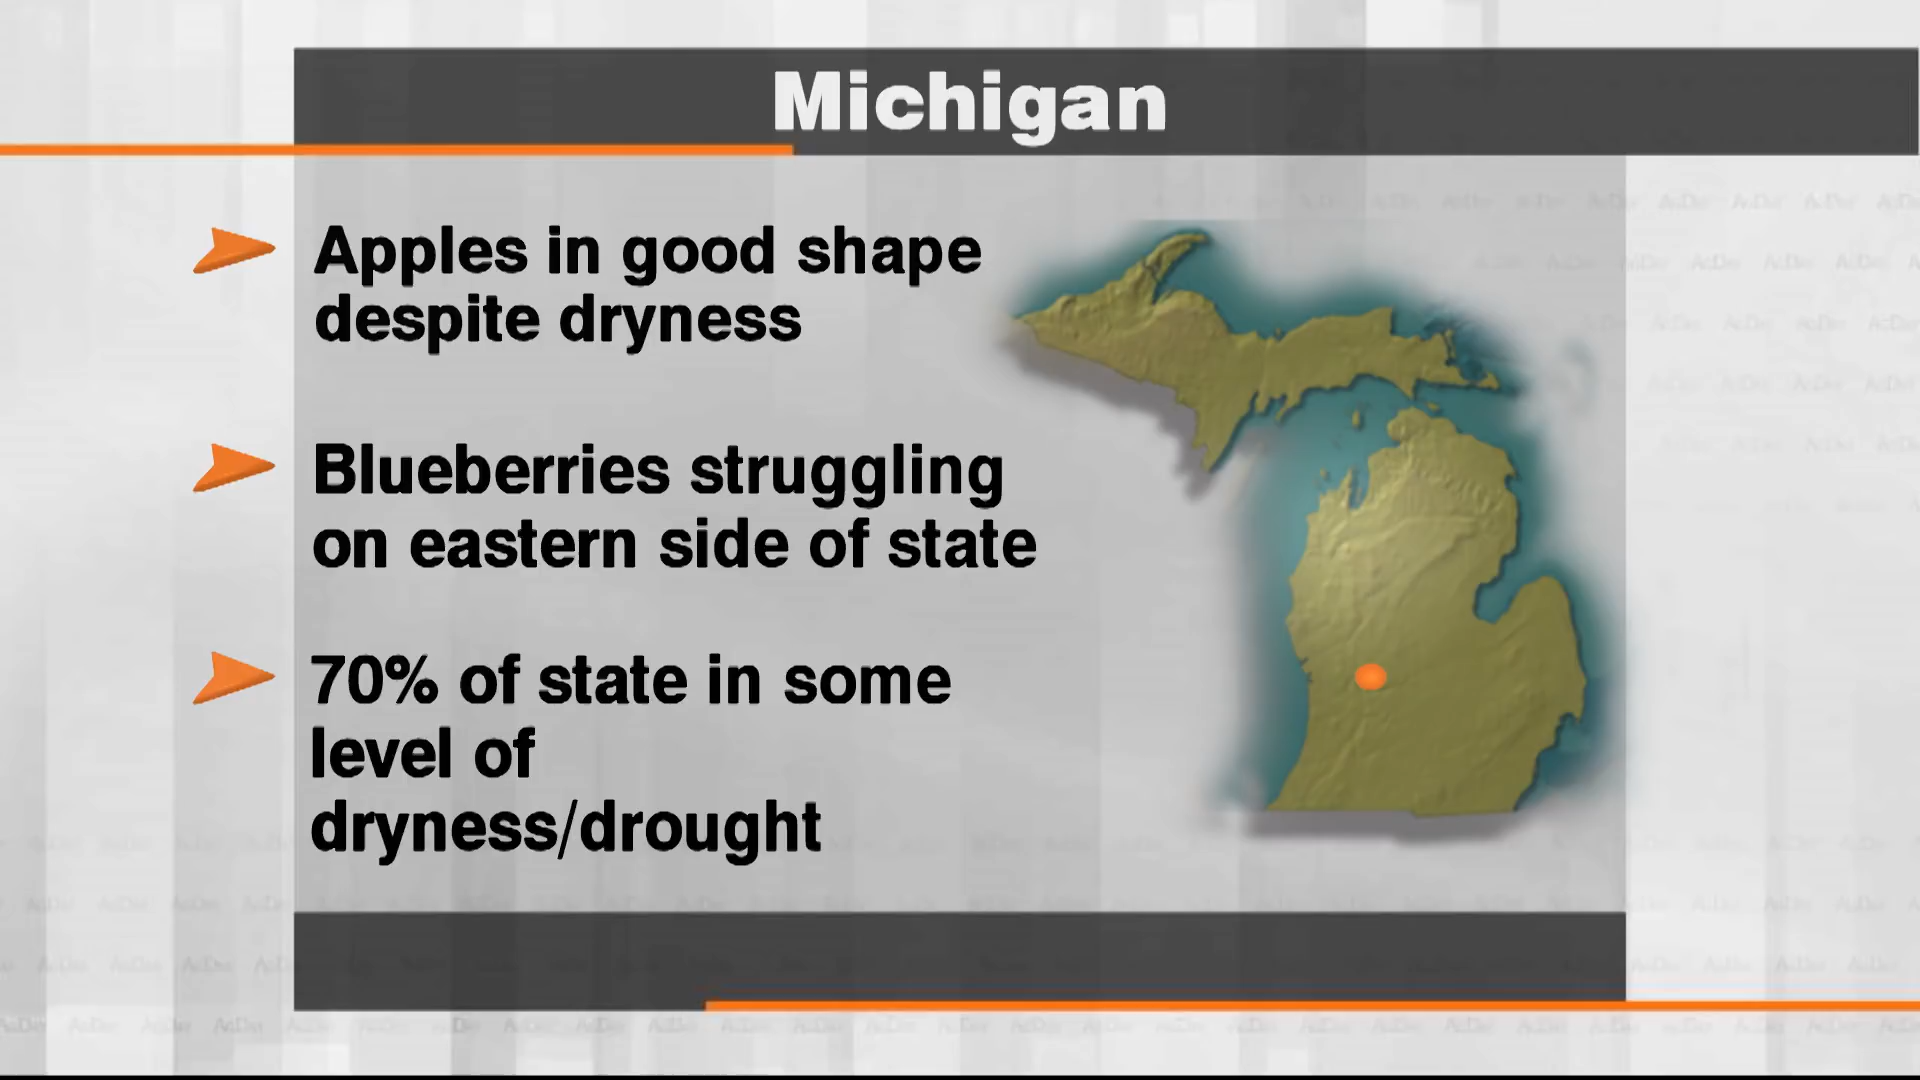 Michigan
Apples in good shape
despite dryness
Blueberries struggling
on eastern side of state
70% of state in some
level of
dryness/drought